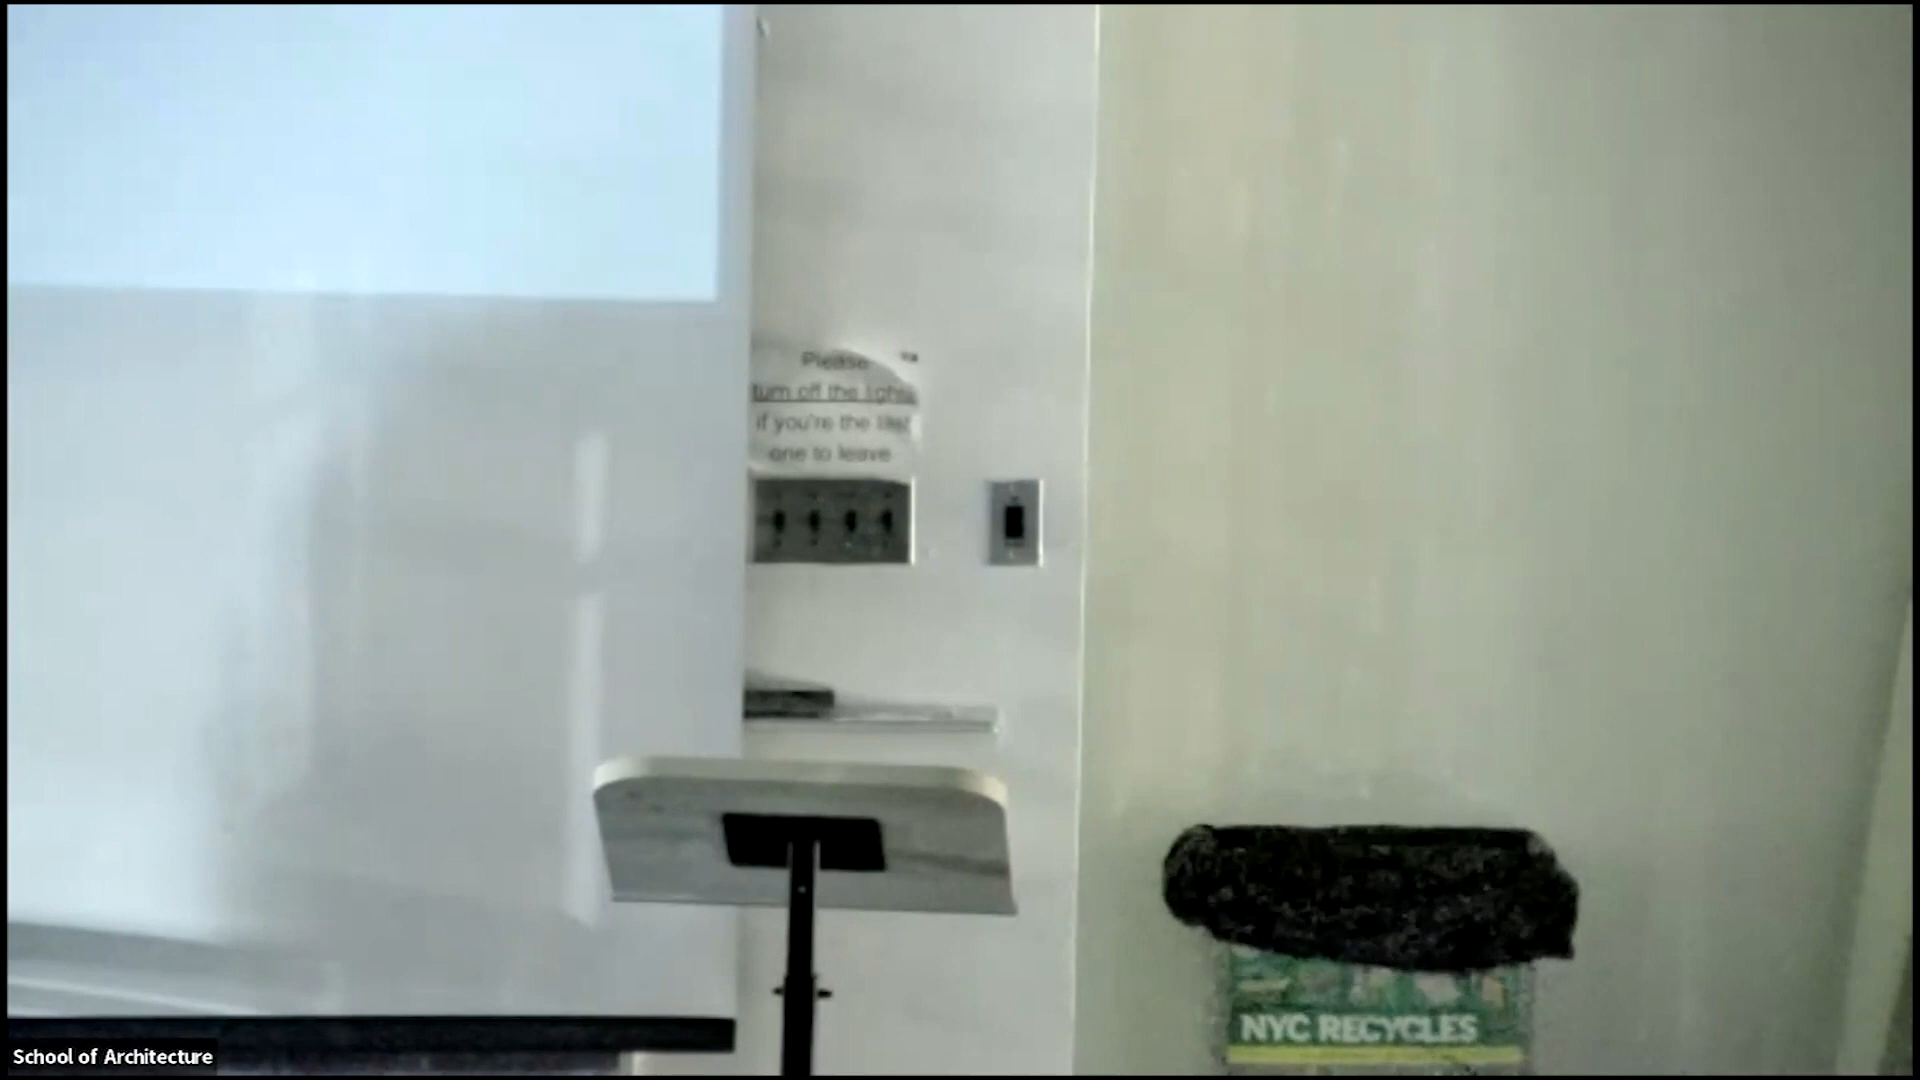 Please
turn off the lights
if you're the last
one to leave
NYC RECYCLES
School of Architecture